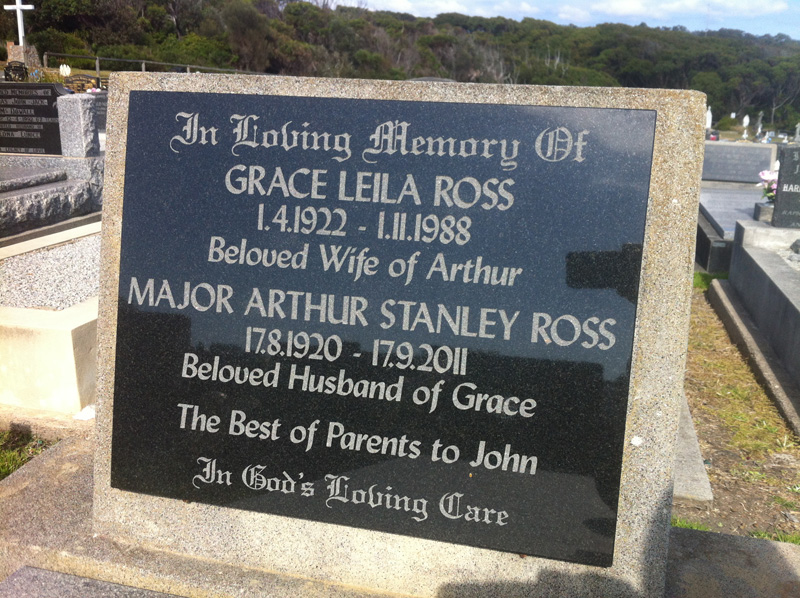 In Loving Memory Of
GRACE LEILA ROSS
1.4.1922 - 1.11.1988
Beloved Wife of Arthur
MAJOR ARTHUR STANLEY ROSS
17.8.1920 - 17.9.2011
Beloved Husband of Grace
The Best of Parents to John
In God's Loving Care